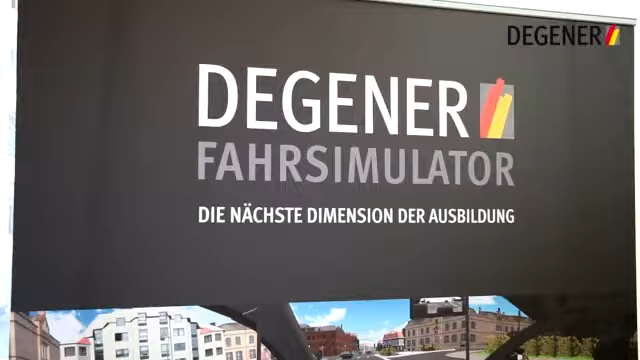 DEGENER
DEGENER
FAHRSIMULATOR
DIE NÄCHSTE DIMENSION DER AUSBILDUNG